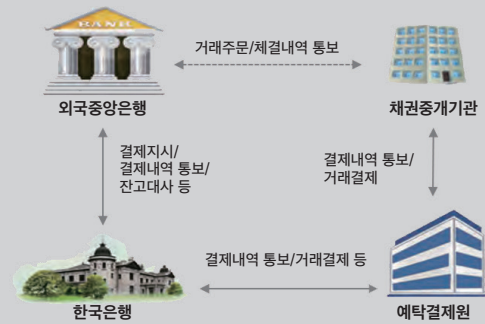 BANK
거래주문/체결내역 통보
외국중앙은행
채권중개기관
결제지시/
결제내역 통보/
잔고대사 등
결제내역 통보/
거래결제
결제내역 통보/거래결제 등
한국은행
예탁결제원